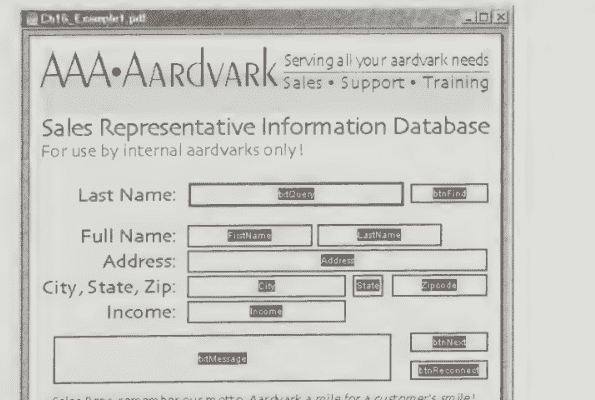 Ch16_Example1.pdf
AAA•AARdVARk Serving all your aardvark needs
Sales • Support • Training
Sales Representative Information Database
For use by internal aardvarks only!
Last Name: txtQuery btnFind
Full Name: FirstName LastName
Address: Address
City, State, Zip: City State Zipcode
Income: Income
txtMessage btnNext
btnReconnect
Sales Reps, remember our motto: Aardvark a mile for a customer's smile!